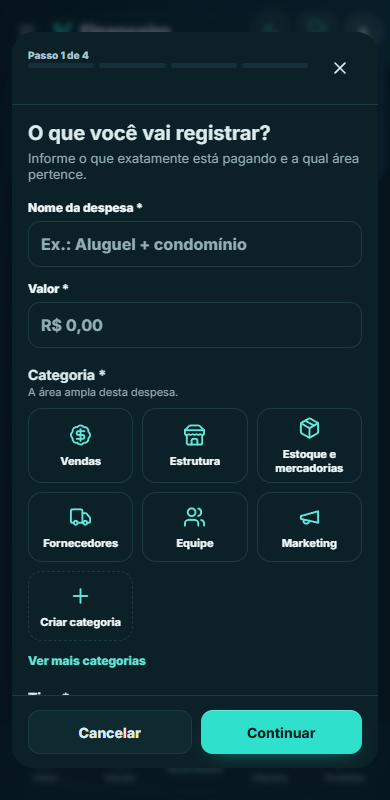 Passo 1 de 4
O que você vai registrar?
Informe o que exatamente está pagando e a qual área
pertence.
Nome da despesa *
Ex.: Aluguel + condomínio
Valor *
R$ 0,00
Categoria *
A área ampla desta despesa.
Vendas
Estrutura
Estoque e
mercadorias
Fornecedores
Equipe
Marketing
Criar categoria
Ver mais categorias
Cancelar
Continuar